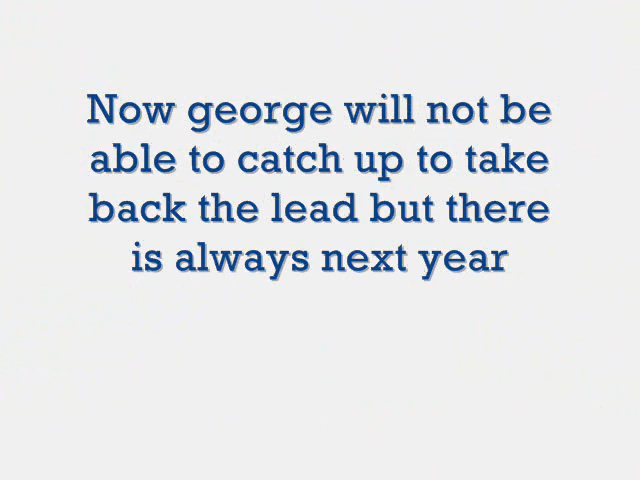 Now george will not be
able to catch up to take
back the lead but there
is always next year